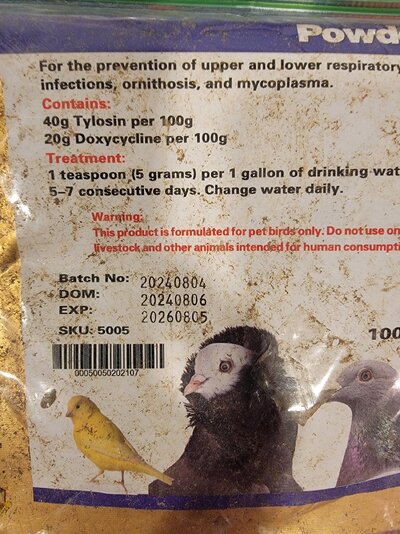 Powd
For the prevention of upper and lower respiratory
infections, ornithosis, and mycoplasma.
Contains:
40g Tylosin per 100g
20g Doxycycline per 100g
Treatment:
1 teaspoon (5 grams) per 1 gallon of drinking wat
5-7 consecutive days. Change water daily.
Warning:
This product is formulated for pet birds only. Do not use on
livestock and other animals intended for human consumpti
Batch No: 20240804
DOM: 20240806
EXP: 20260805
SKU: 5005
100
00050050202107